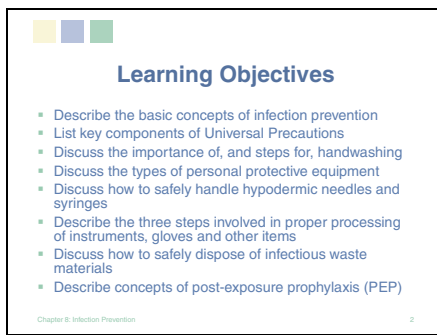 Learning Objectives
▪ Describe the basic concepts of infection prevention
▪ List key components of Universal Precautions
▪ Discuss the importance of, and steps for, handwashing
▪ Discuss the types of personal protective equipment
▪ Discuss how to safely handle hypodermic needles and
syringes
▪ Describe the three steps involved in proper processing
of instruments, gloves and other items
▪ Discuss how to safely dispose of infectious waste
materials
▪ Describe concepts of post-exposure prophylaxis (PEP)
Chapter 8: Infection Prevention 2